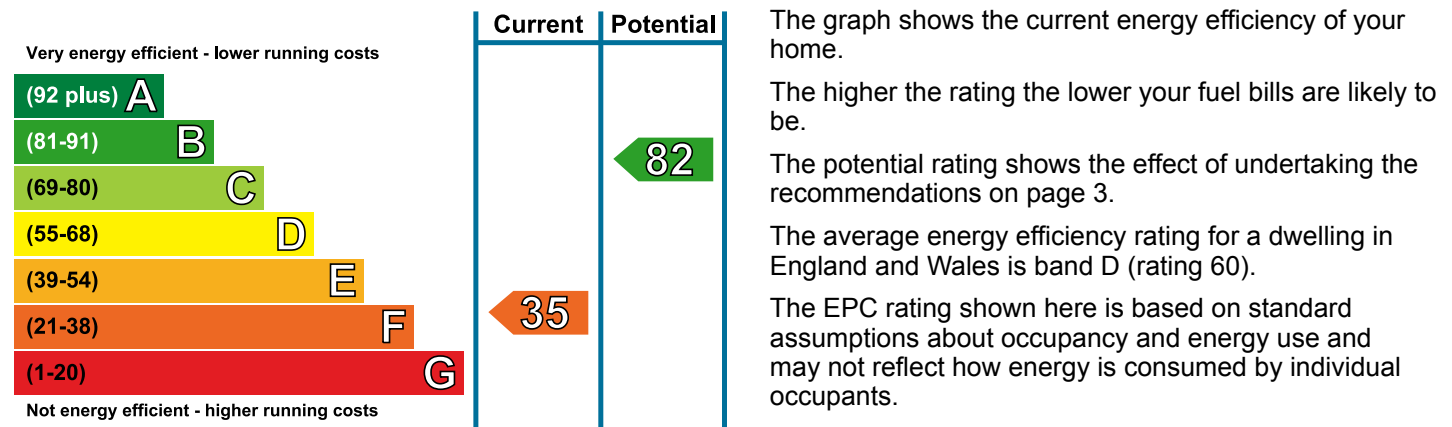 Current Potential
Very energy efficient - lower running costs
(92 plus) A
(81-91) B
82
(69-80) C
(55-68) D
(39-54) E
(21-38) F
35
(1-20) G
Not energy efficient - higher running costs
The graph shows the current energy efficiency of your
home.
The higher the rating the lower your fuel bills are likely to
be.
The potential rating shows the effect of undertaking the
recommendations on page 3.
The average energy efficiency rating for a dwelling in
England and Wales is band D (rating 60).
The EPC rating shown here is based on standard
assumptions about occupancy and energy use and
may not reflect how energy is consumed by individual
occupants.